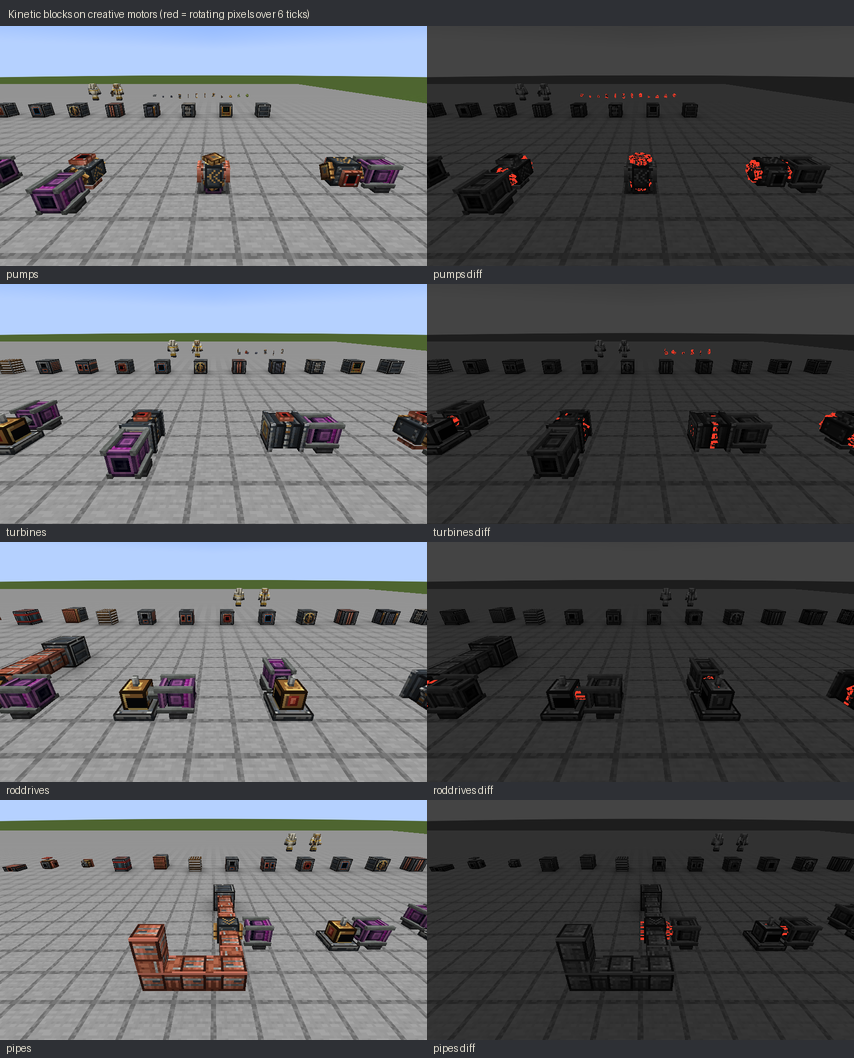 Kinetic blocks on creative motors (red = rotating pixels over 6 ticks)
pumps
pumps diff
turbines
turbines diff
roddrives
roddrives diff
pipes
pipes diff